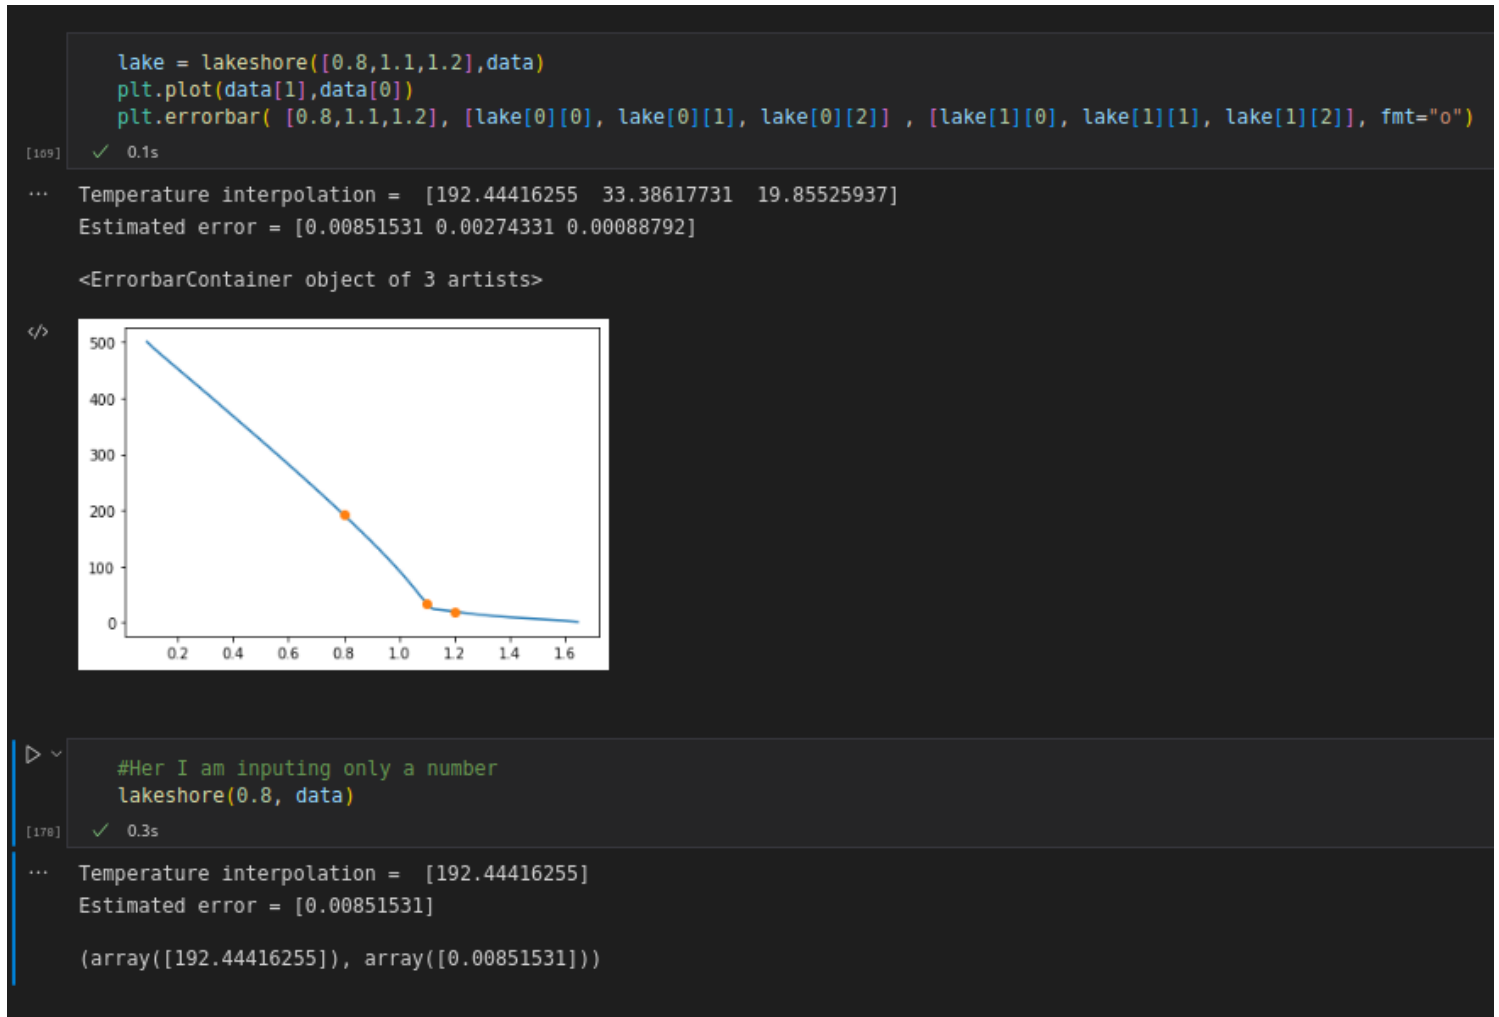 lake = lakeshore([0.8,1.1,1.2],data)
plt.plot(data[1],data[0])
plt.errorbar( [0.8,1.1,1.2], [lake[0][0], lake[0][1], lake[0][2]] , [lake[1][0], lake[1][1], lake[1][2]], fmt="o")
[169] ✓ 0.1s
... Temperature interpolation =  [192.44416255  33.38617731  19.85525937]
Estimated error = [0.00851531 0.00274331 0.00088792]
<ErrorbarContainer object of 3 artists>
</>
500
400
300
200
100
0
0.2 0.4 0.6 0.8 1.0 1.2 1.4 1.6
#Her I am inputing only a number
lakeshore(0.8, data)
[170] ✓ 0.3s
... Temperature interpolation =  [192.44416255]
Estimated error = [0.00851531]
(array([192.44416255]), array([0.00851531]))